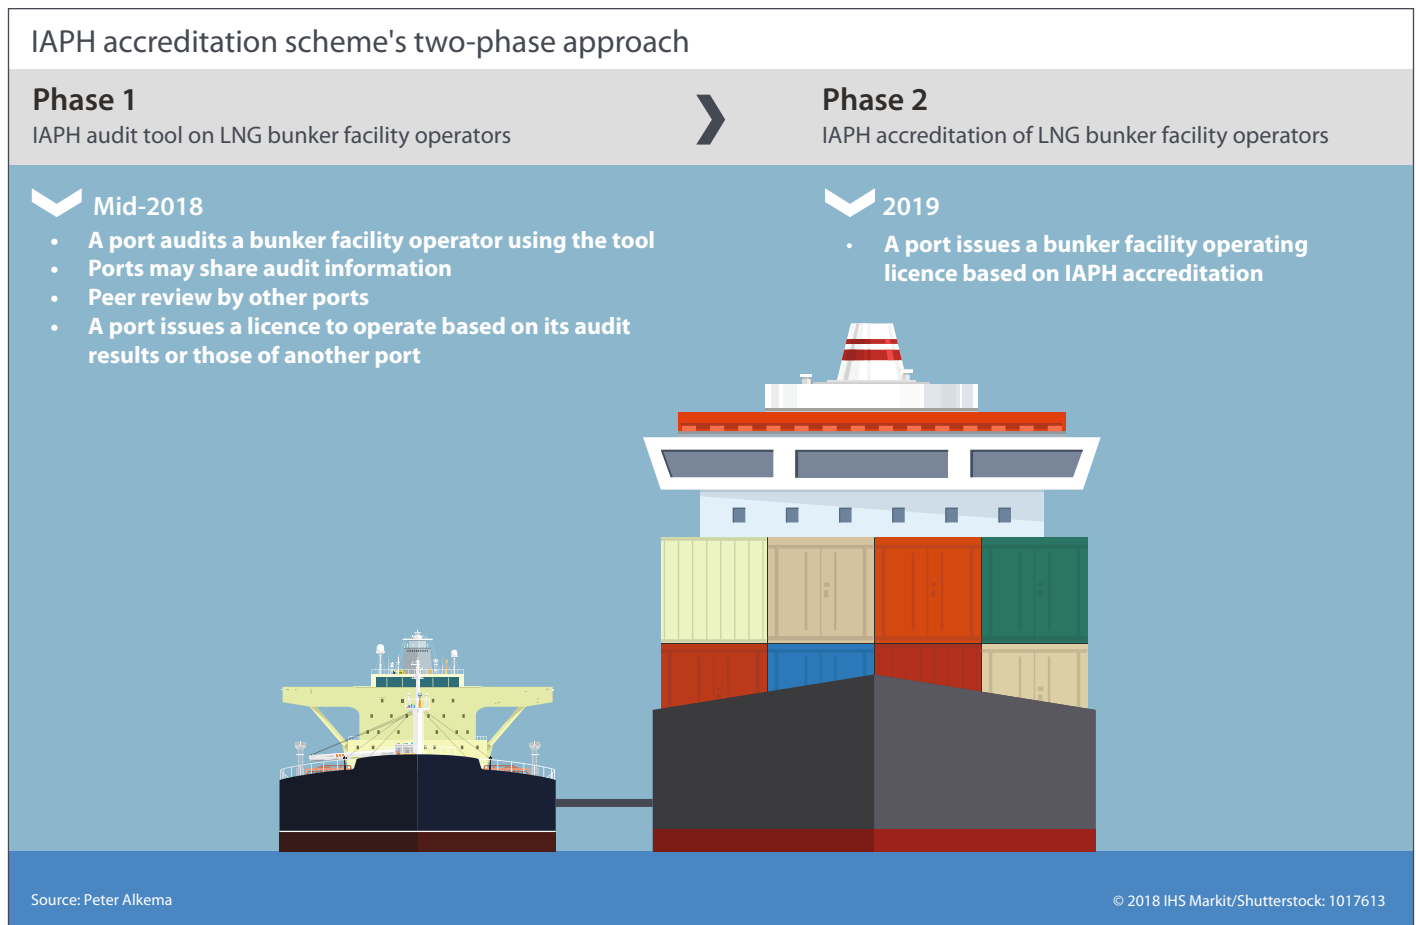 IAPH accreditation scheme's two-phase approach
Phase 1
IAPH audit tool on LNG bunker facility operators
Phase 2
IAPH accreditation of LNG bunker facility operators
Mid-2018
• A port audits a bunker facility operator using the tool
• Ports may share audit information
• Peer review by other ports
• A port issues a licence to operate based on its audit
results or those of another port
2019
• A port issues a bunker facility operating
licence based on IAPH accreditation
Source: Peter Alkema
© 2018 IHS Markit/Shutterstock: 1017613